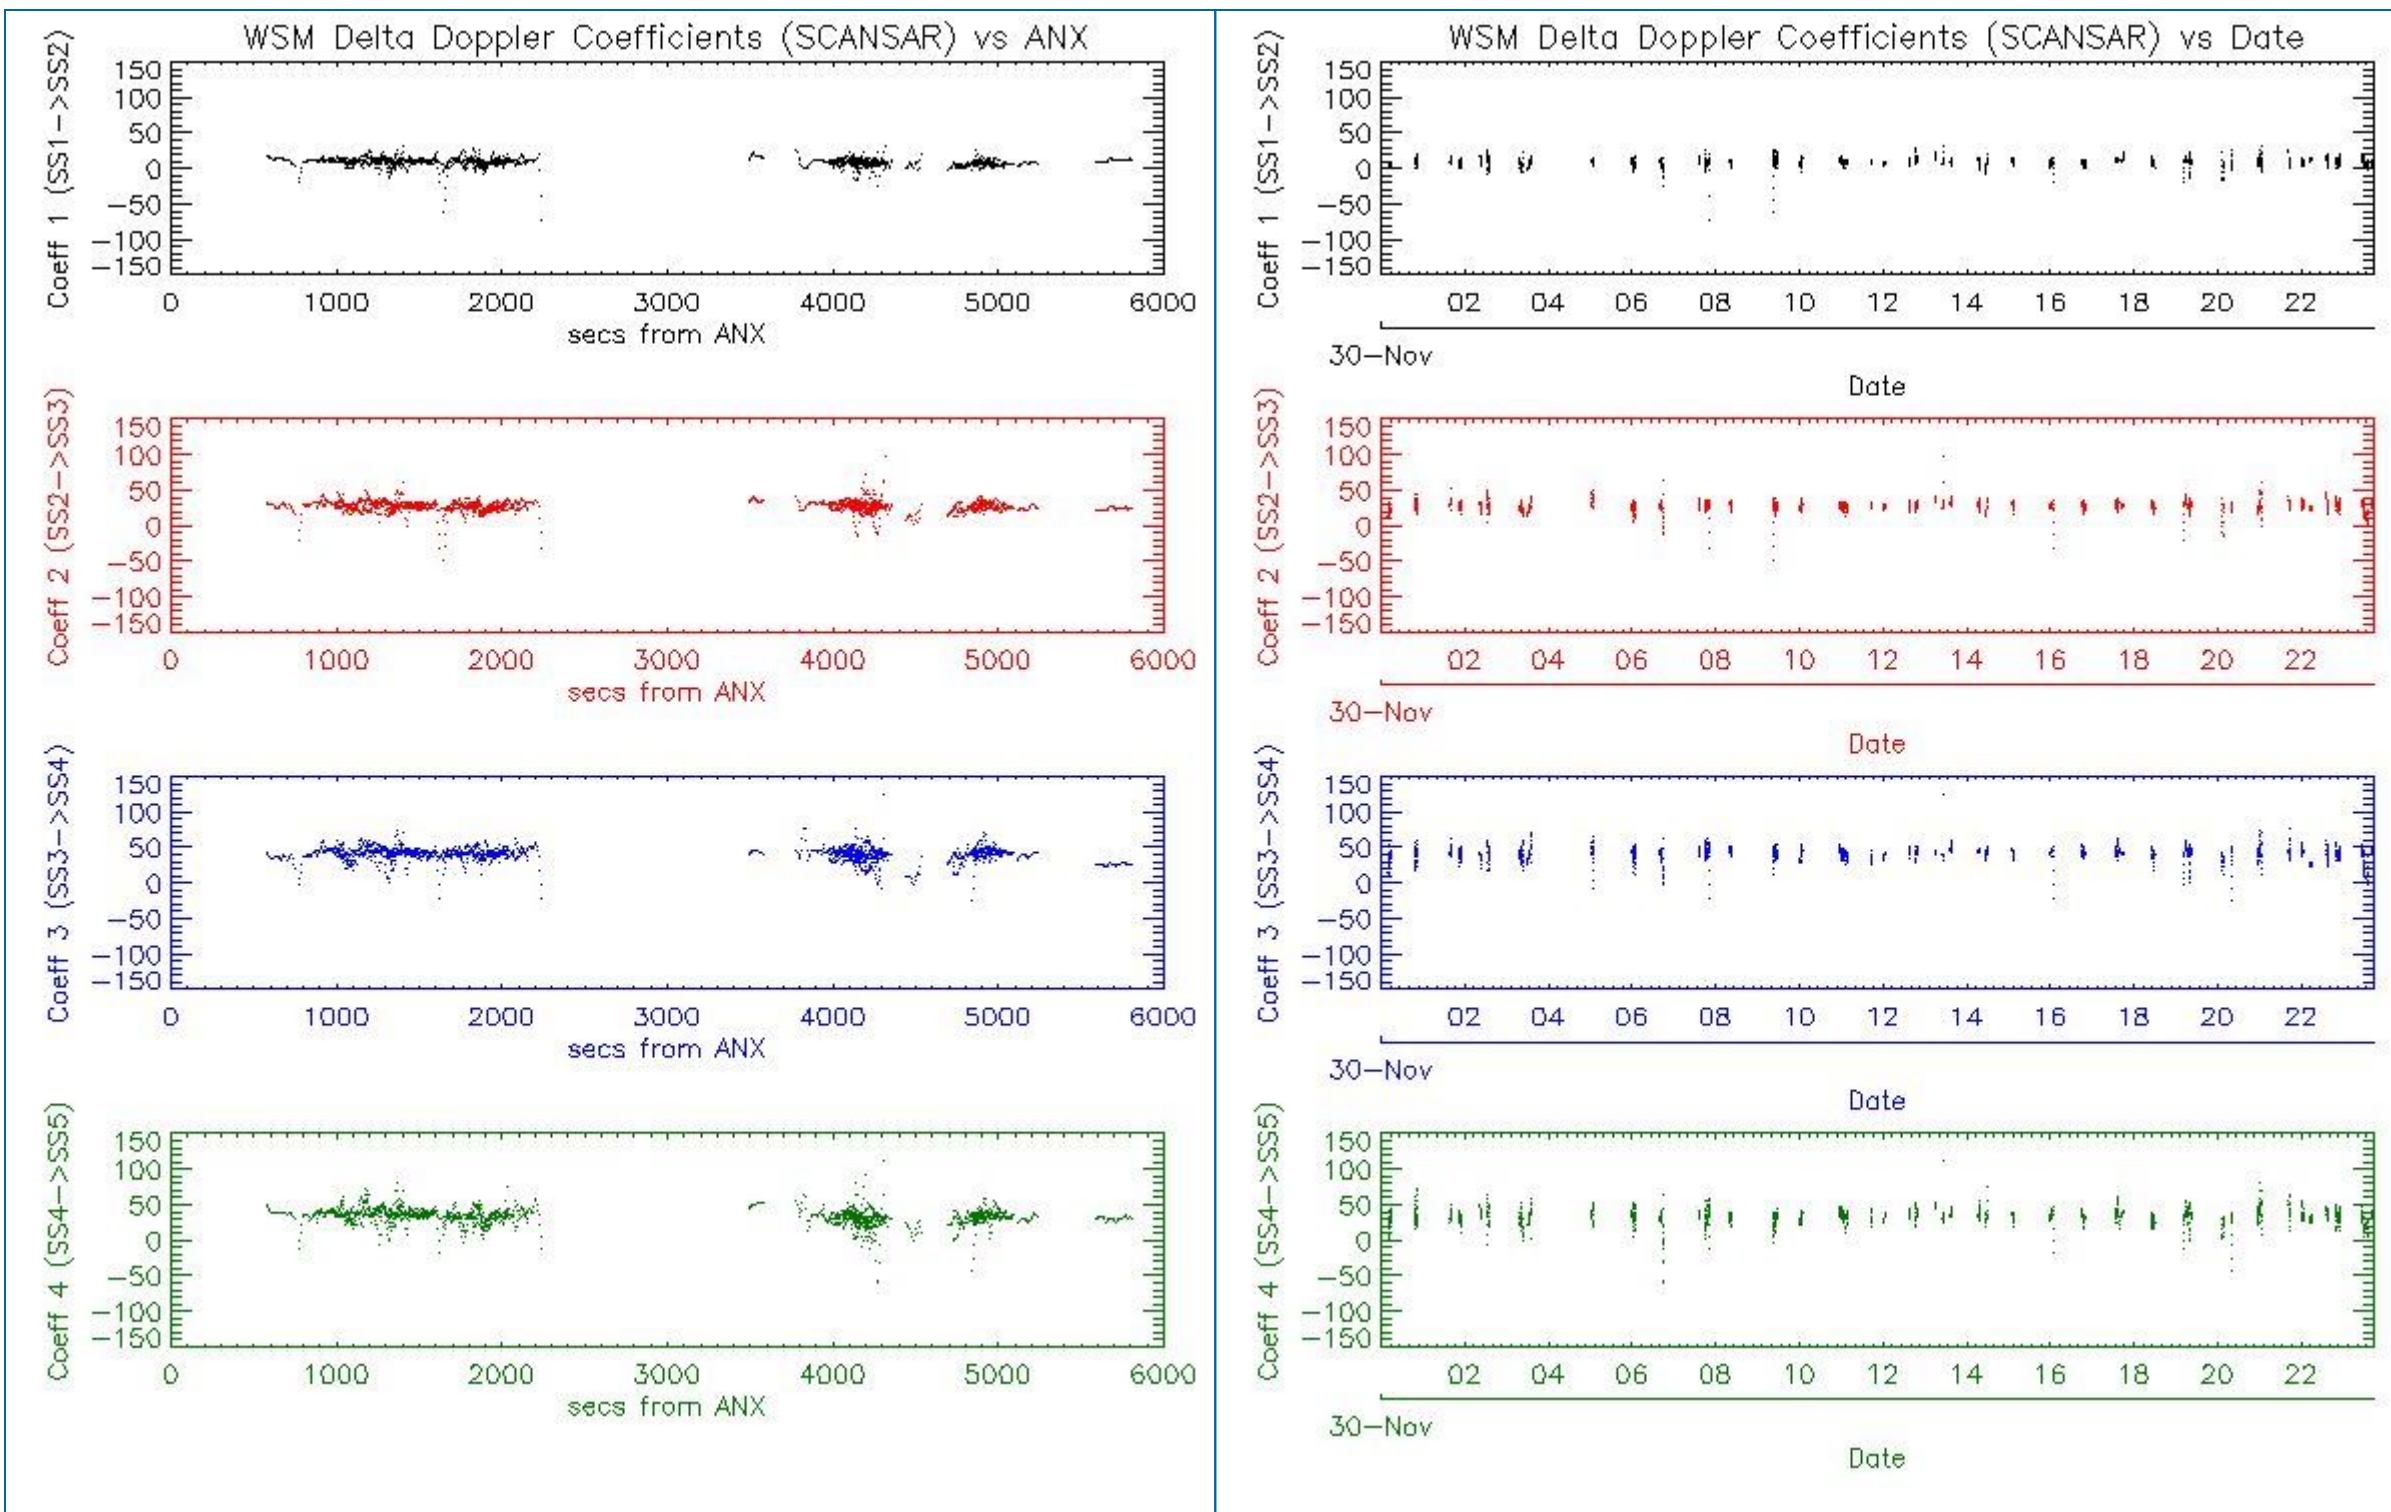 WSM Delta Doppler Coefficients (SCANSAR) vs ANX
Coeff 1 (SS1->SS2)
150
100
50
0
-50
-100
-150
0 1000 2000 3000 4000 5000 6000
secs from ANX
Coeff 2 (SS2->SS3)
150
100
50
0
-50
-100
-150
0 1000 2000 3000 4000 5000 6000
secs from ANX
Coeff 3 (SS3->SS4)
150
100
50
0
-50
-100
-150
0 1000 2000 3000 4000 5000 6000
secs from ANX
Coeff 4 (SS4->SS5)
150
100
50
0
-50
-100
-150
0 1000 2000 3000 4000 5000 6000
secs from ANX
WSM Delta Doppler Coefficients (SCANSAR) vs Date
Coeff 1 (SS1->SS2)
150
100
50
0
-50
-100
-150
02 04 06 08 10 12 14 16 18 20 22
30-Nov
Date
Coeff 2 (SS2->SS3)
150
100
50
0
-50
-100
-150
02 04 06 08 10 12 14 16 18 20 22
30-Nov
Date
Coeff 3 (SS3->SS4)
150
100
50
0
-50
-100
-150
02 04 06 08 10 12 14 16 18 20 22
30-Nov
Date
Coeff 4 (SS4->SS5)
150
100
50
0
-50
-100
-150
02 04 06 08 10 12 14 16 18 20 22
30-Nov
Date